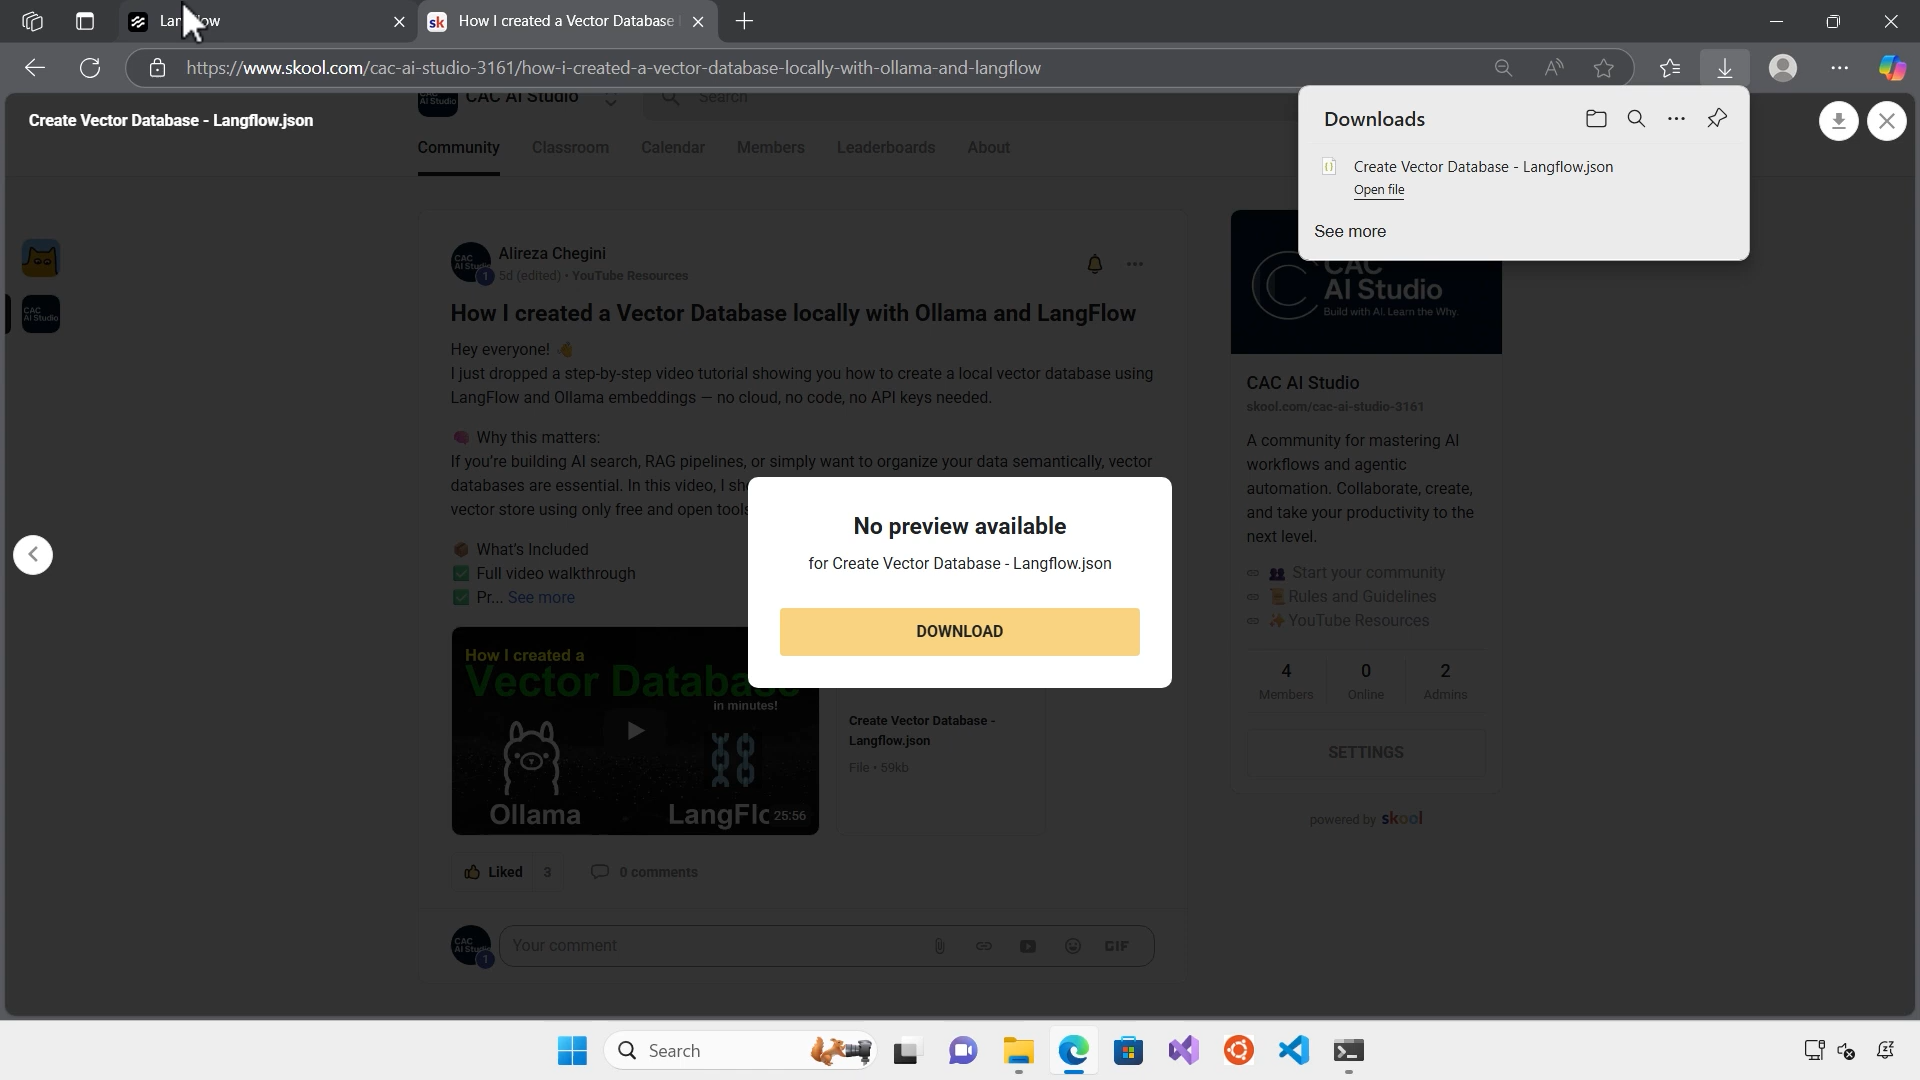 How I created a Vector Database
https://www.skool.com/cac-ai-studio-3161/how-i-created-a-vector-database-locally-with-ollama-and-langflow
Create Vector Database - Langflow.json
CAC AI Studio
Search
Community
Classroom
Calendar
Members
Leaderboards
About
Downloads
Create Vector Database - Langflow.json
Open file
See more
Alireza Chegini
5d (edited) • YouTube Resources
How I created a Vector Database locally with Ollama and LangFlow
Hey everyone!
I just dropped a step-by-step video tutorial showing you how to create a local vector database using
LangFlow and Ollama embeddings — no cloud, no code, no API keys needed.
Why this matters:
If you're building AI search, RAG pipelines, or simply want to organize your data semantically, vector
databases are essential. In this video, I
vector store using only free and open
What's Included
Full video walkthrough
Pr... See more
No preview available
for Create Vector Database - Langflow.json
DOWNLOAD
How I created a
Vector Database
in minutes!
Ollama
25:56
Create Vector Database -
Langflow.json
File • 59kb
Liked 3
0 comments
Your comment
GIF
CAC
AI Studio
Build with AI. Learn the Why.
CAC AI Studio
skool.com/cac-ai-studio-3161
A community for mastering AI
workflows and agentic
automation. Collaborate, create,
and take your productivity to the
next level.
Start your community
Rules and Guidelines
YouTube Resources
4
Members
0
Online
2
Admins
SETTINGS
powered by skool
Search